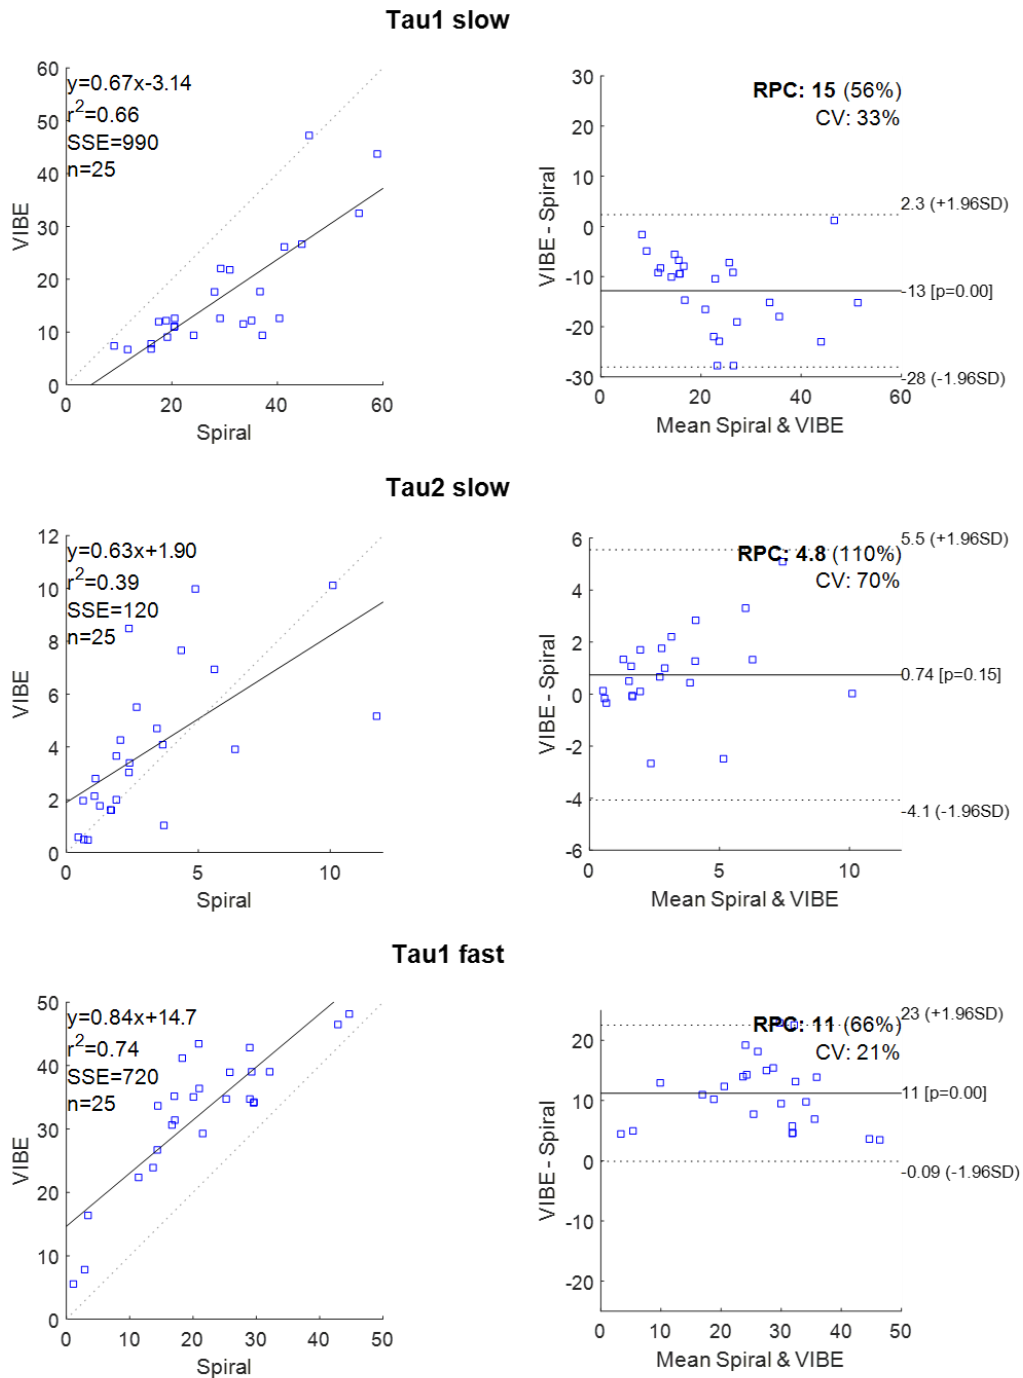 Tau1 slow
60
50
40
30
20
10
0
0
20
40
60
VIBE
Spiral
y=0.67x-3.14
r²=0.66
SSE=990
n=25
30
20
10
0
-10
-20
-30
0
20
40
60
VIBE - Spiral
Mean Spiral & VIBE
RPC: 15 (56%)
CV: 33%
2.3 (+1.96SD)
-13 [p=0.00]
-28 (-1.96SD)
Tau2 slow
12
10
8
6
4
2
0
0
5
10
VIBE
Spiral
y=0.63x+1.90
r²=0.39
SSE=120
n=25
6
4
2
0
-2
-4
-6
0
5
10
VIBE - Spiral
Mean Spiral & VIBE
5.5 (+1.96SD)
RPC: 4.8 (110%)
CV: 70%
0.74 [p=0.15]
-4.1 (-1.96SD)
Tau1 fast
50
40
30
20
10
0
0
10
20
30
40
50
VIBE
Spiral
y=0.84x+14.7
r²=0.74
SSE=720
n=25
20
10
0
-10
-20
0
10
20
30
40
50
VIBE - Spiral
Mean Spiral & VIBE
23 (+1.96SD)
RPC: 11 (66%)
CV: 21%
11 [p=0.00]
-0.09 (-1.96SD)